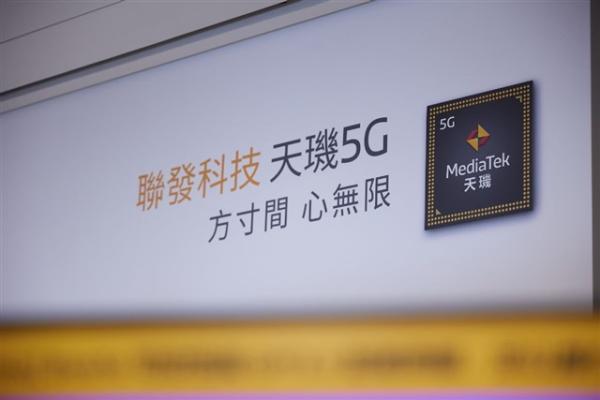 聯發科技 天璣5G
方寸間 心無限
5G
MediaTek
天璣